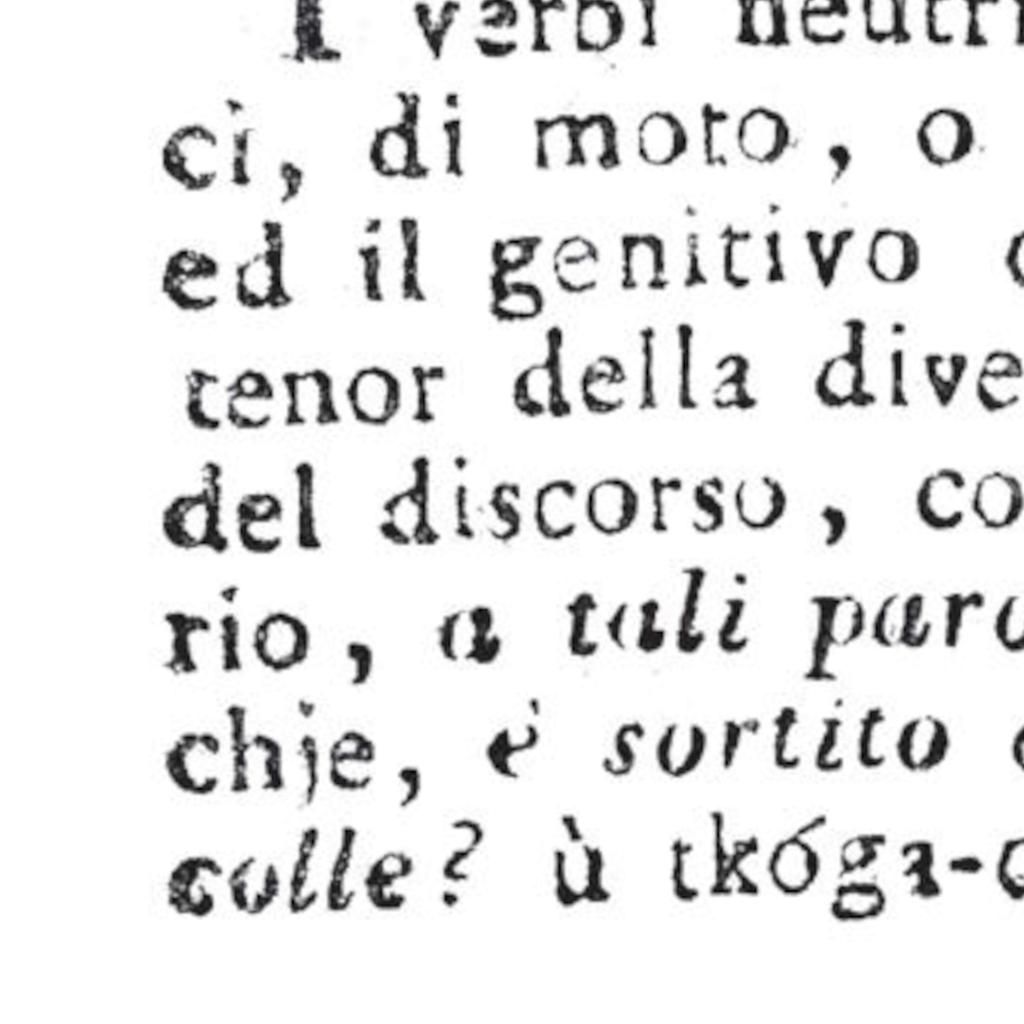 I verbi neutri
ci, di moto, o
ed il genitivo
tenor della dive
del discorso, co
rio, a tali paro
chje, è sortito
colle? ù tkóga-